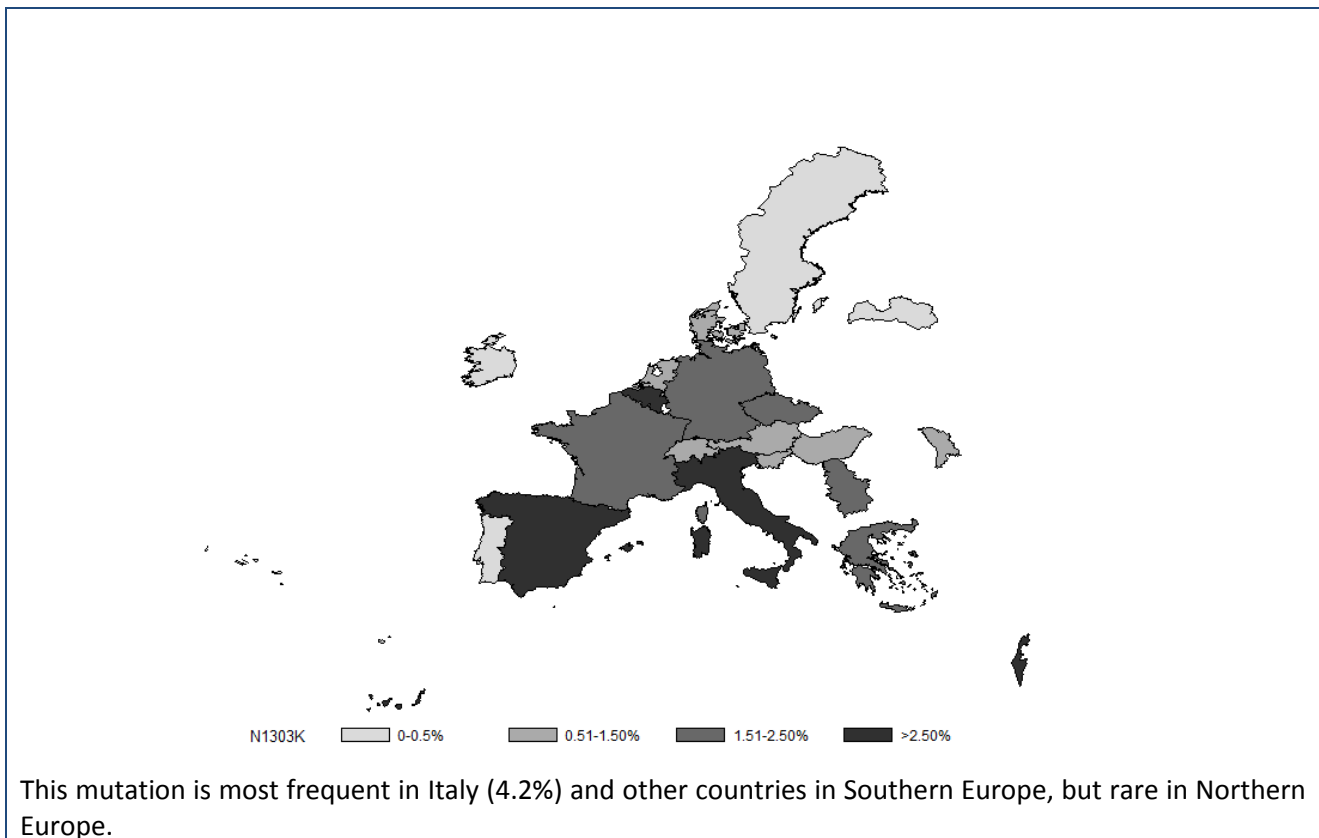 N1303K 0-0.5% 0.51-1.50% 1.51-2.50% >2.50%
This mutation is most frequent in Italy (4.2%) and other countries in Southern Europe, but rare in Northern
Europe.